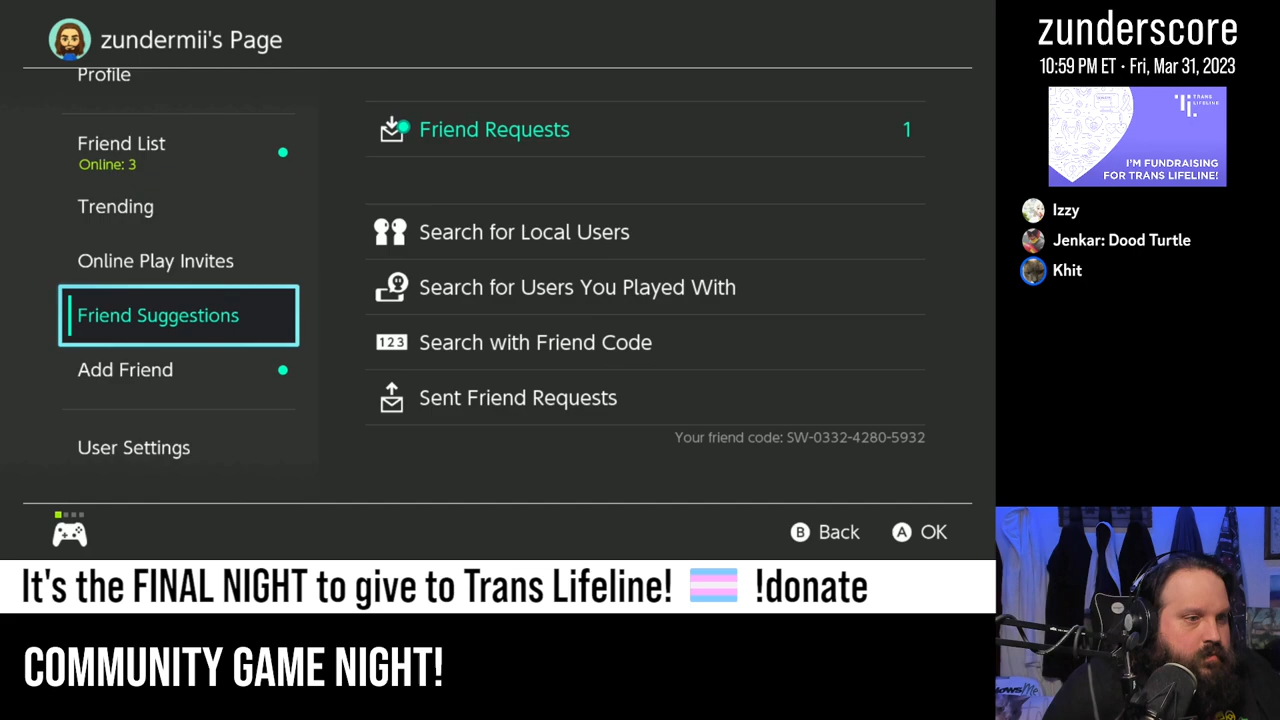 zundermii's Page
Profile
Friend List
Online: 3
Trending
Online Play Invites
Friend Suggestions
Add Friend
User Settings
Friend Requests 1
Search for Local Users
Search for Users You Played With
123 Search with Friend Code
Sent Friend Requests
Your friend code: SW-0332-4280-5932
B Back A OK
It's the FINAL NIGHT to give to Trans Lifeline! !donate
COMMUNITY GAME NIGHT!
zunderscore
10:59 PM ET • Fri, Mar 31, 2023
TRANS
LIFELINE
I'M FUNDRAISING
FOR TRANS LIFELINE!
Izzy
Jenkar: Dood Turtle
Khit